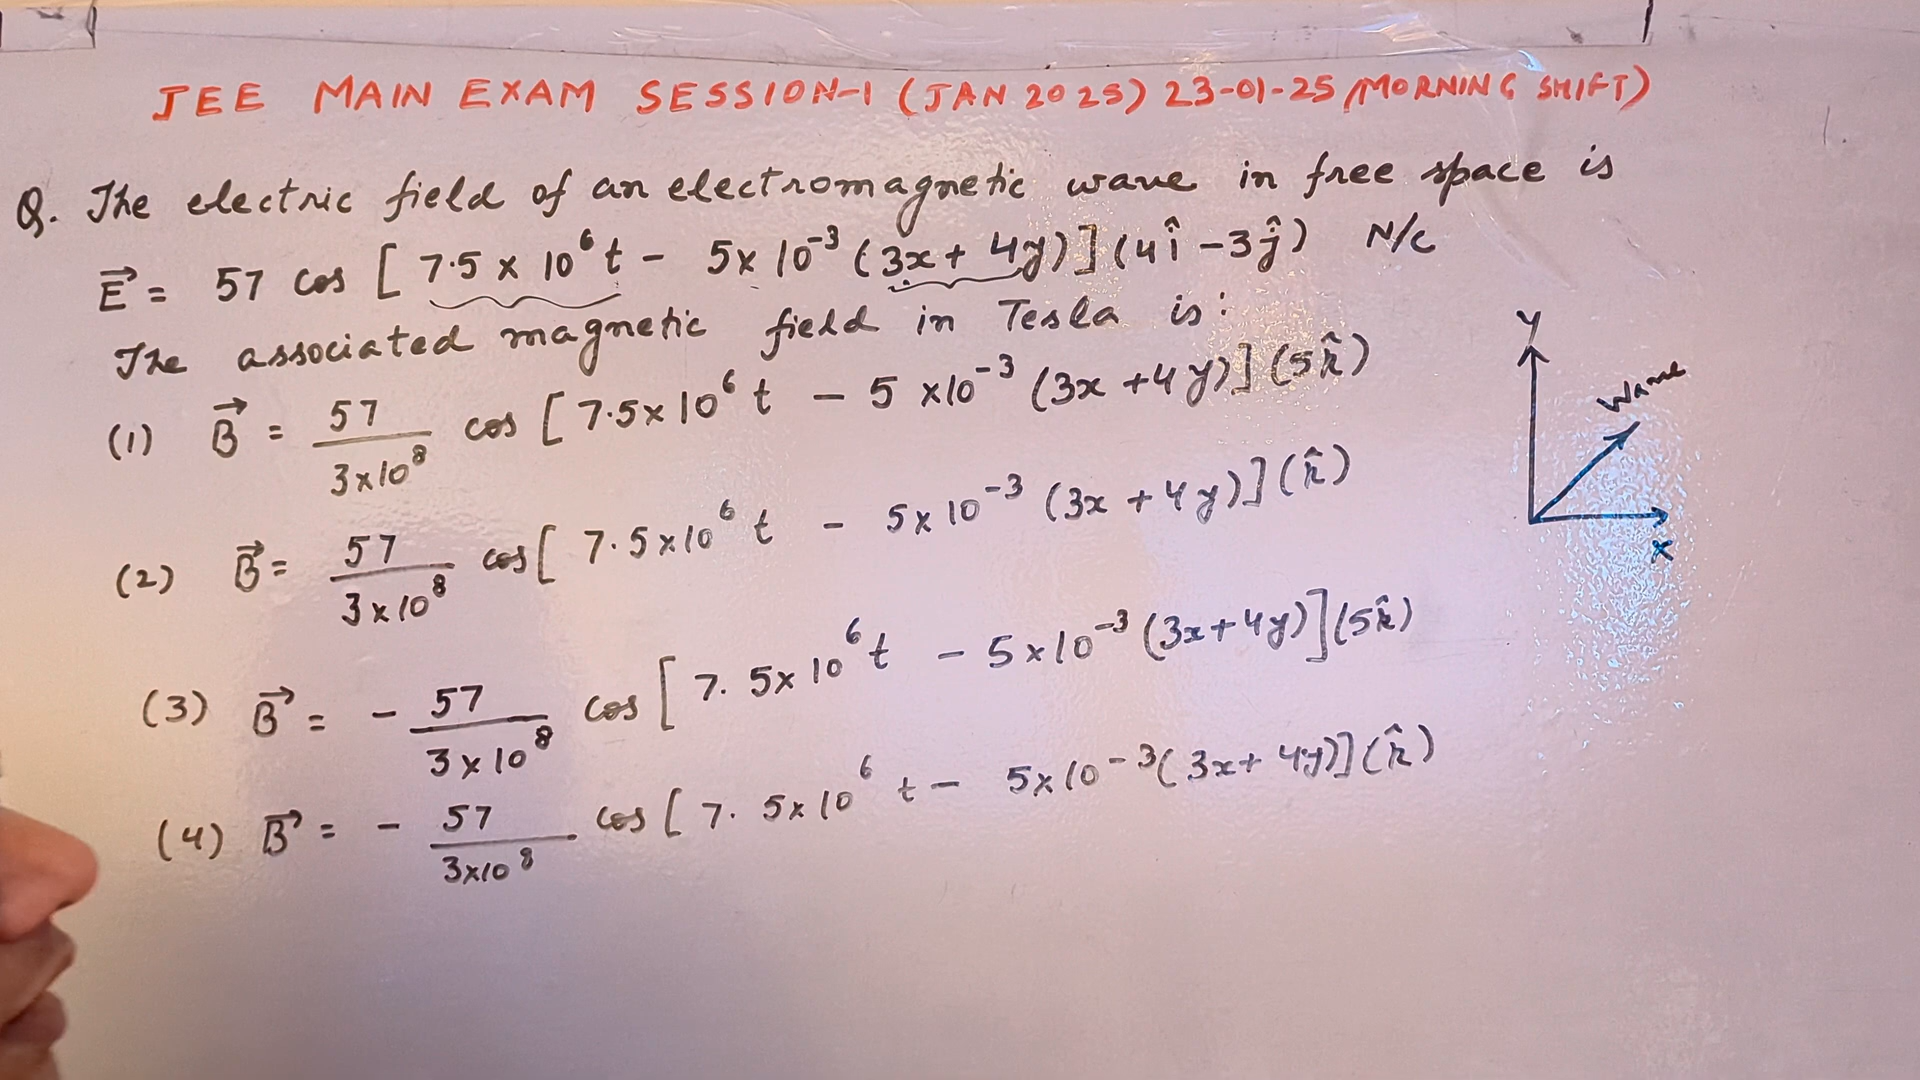 JEE MAIN EXAM SESSION-1 (JAN 2025) 23-01-25 (MORNING SHIFT)
Q. The electric field of an electromagnetic wave in free space is
E⃗ = 57 cos [7.5 × 10⁶ t - 5 × 10⁻³ (3x + 4y)] (4î - 3ĵ) N/C
The associated magnetic field in Tesla is:
(1) B⃗ = 57/3×10⁸ cos [7.5×10⁶ t - 5 ×10⁻³ (3x +4y)] (5k̂)
(2) B⃗ = 57/3×10⁸ cos [7.5×10⁶ t - 5×10⁻³ (3x +4y)] (k̂)
(3) B⃗ = - 57/3×10⁸ cos [7.5×10⁶ t - 5×10⁻³ (3x+4y)] (5k̂)
(4) B⃗ = - 57/3×10⁸ cos [7.5×10⁶ t - 5×10⁻³ (3x+4y)] (k̂)
y
Wave
x